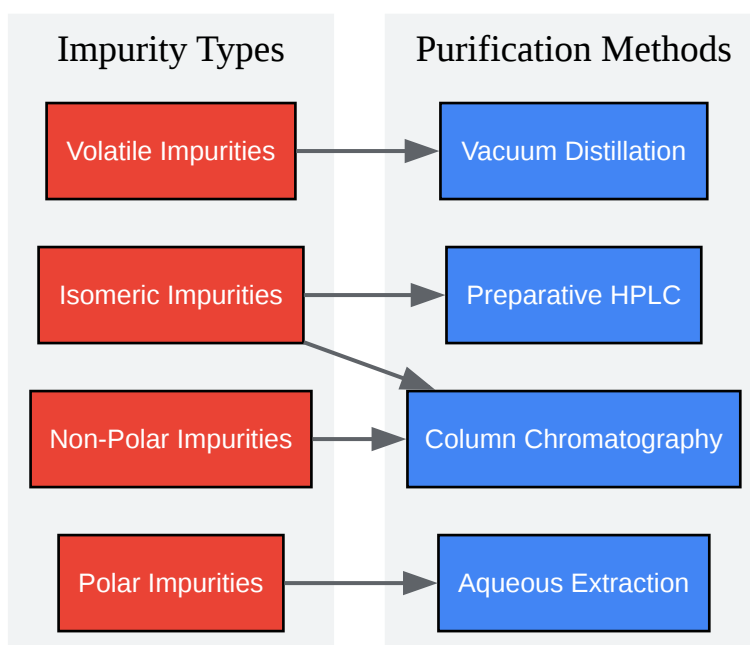 Impurity Types
Purification Methods
Volatile Impurities
Vacuum Distillation
Isomeric Impurities
Preparative HPLC
Non-Polar Impurities
Column Chromatography
Polar Impurities
Aqueous Extraction